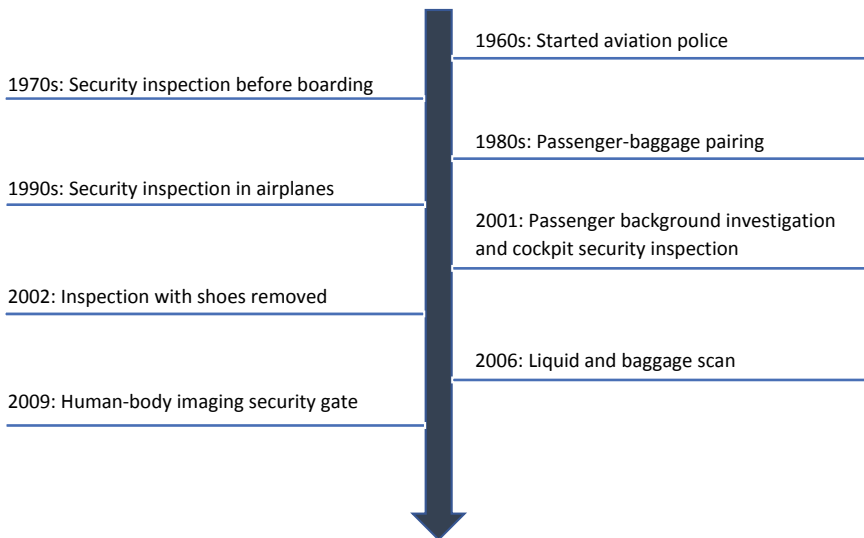 1960s: Started aviation police
1970s: Security inspection before boarding
1980s: Passenger-baggage pairing
1990s: Security inspection in airplanes
2001: Passenger background investigation
and cockpit security inspection
2002: Inspection with shoes removed
2006: Liquid and baggage scan
2009: Human-body imaging security gate